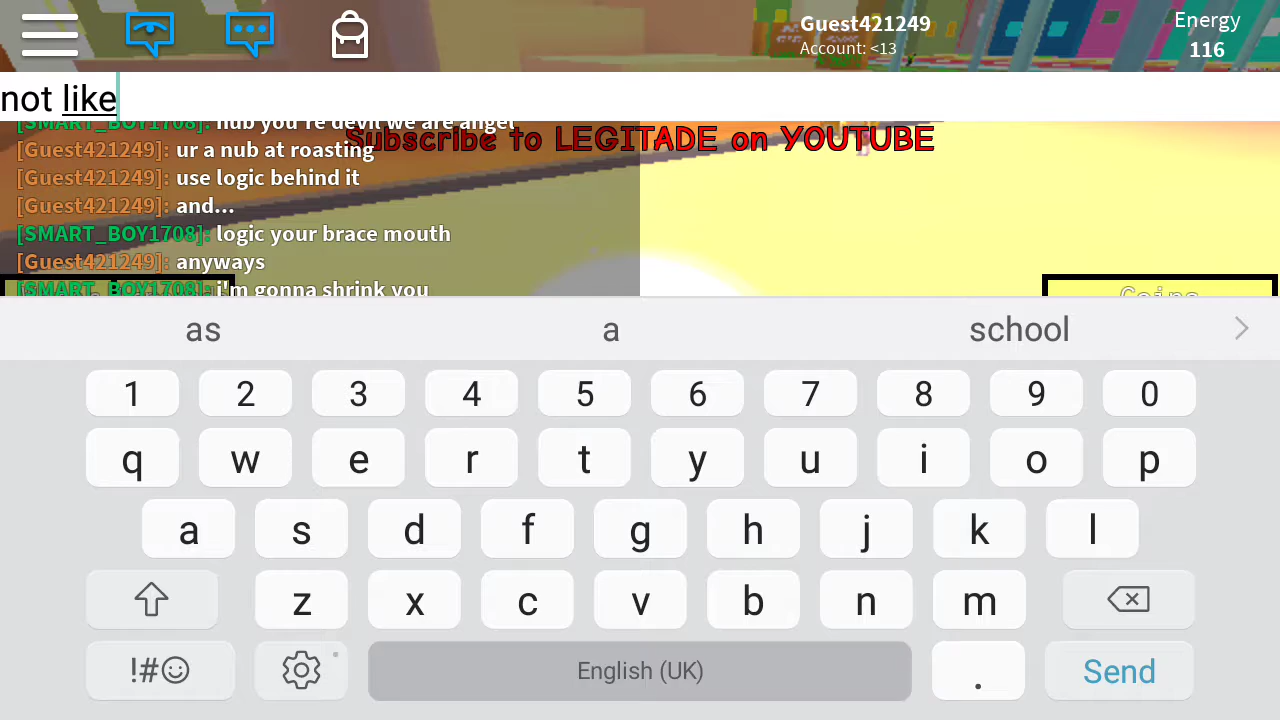 Guest421249
Account: <13
Energy
116
not like
[SMART_BOY1708]: nub you're devil we are angel
Subscribe to LEGITADE on YOUTUBE
[Guest421249]: ur a nub at roasting
[Guest421249]: use logic behind it
[Guest421249]: and...
[SMART_BOY1708]: logic your brace mouth
[Guest421249]: anyways
[SMART_BOY1708]: i'm gonna shrink you
Coins
as a school
1 2 3 4 5 6 7 8 9 0
q w e r t y u i o p
a s d f g h j k l
z x c v b n m
!#☺ English (UK) . Send